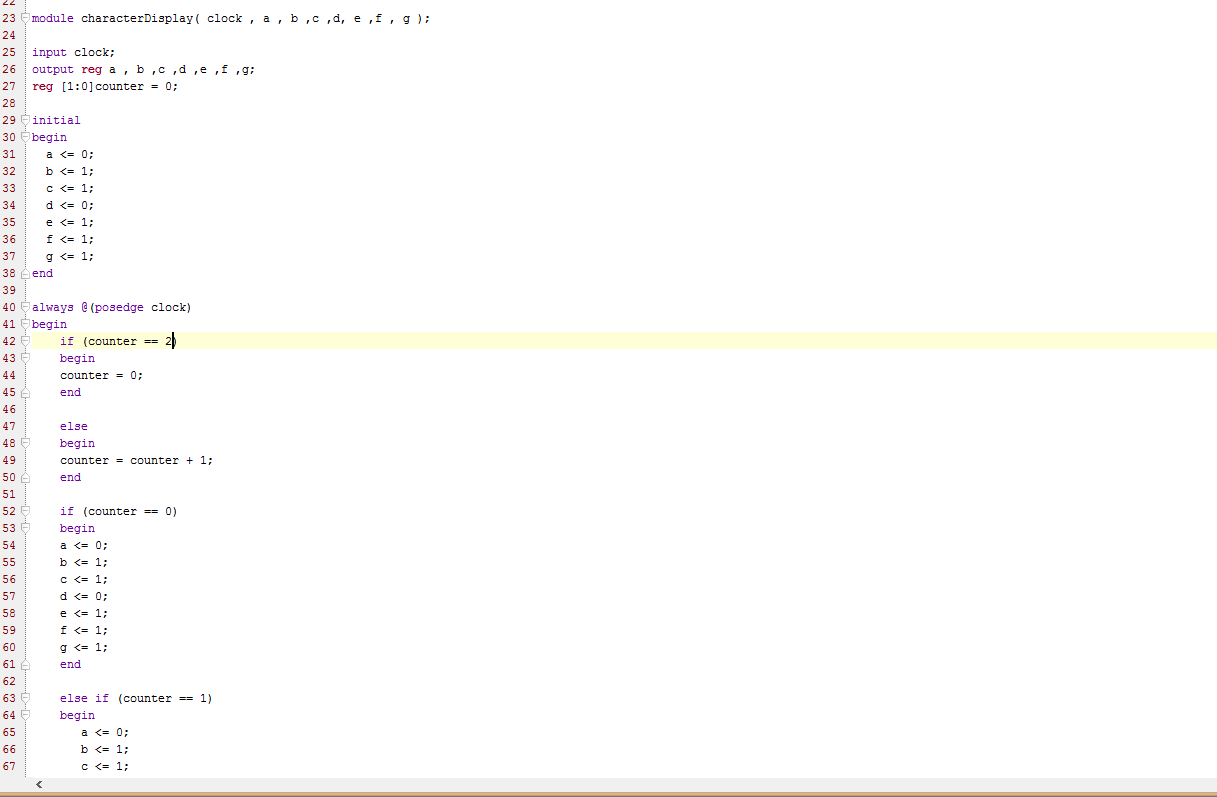 22
23 module characterDisplay( clock , a , b ,c ,d, e ,f , g );
24
25 input clock;
26 output reg a , b ,c ,d ,e ,f ,g;
27 reg [1:0]counter = 0;
28
29 initial
30 begin
31 a <= 0;
32 b <= 1;
33 c <= 1;
34 d <= 0;
35 e <= 1;
36 f <= 1;
37 g <= 1;
38 end
39
40 always @(posedge clock)
41 begin
42 if (counter == 2)
43 begin
44 counter = 0;
45 end
46
47 else
48 begin
49 counter = counter + 1;
50 end
51
52 if (counter == 0)
53 begin
54 a <= 0;
55 b <= 1;
56 c <= 1;
57 d <= 0;
58 e <= 1;
59 f <= 1;
60 g <= 1;
61 end
62
63 else if (counter == 1)
64 begin
65 a <= 0;
66 b <= 1;
67 c <= 1;